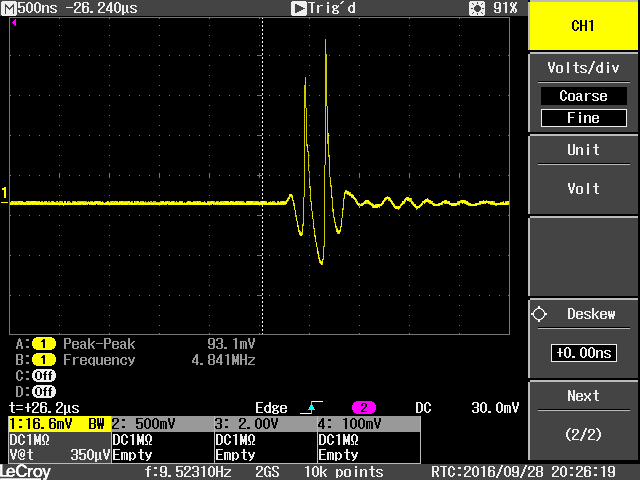 M 500ns -26.240µs Trig'd 91%
CH1
Volts/div
Coarse
Fine
Unit
Volt
1
Deskew
+0.00ns
Next
(2/2)
A: 1 Peak-Peak 93.1mV
B: 1 Frequency 4.841MHz
C: Off
D: Off
t=+26.2µs Edge 2 DC 30.0mV
1:16.6mV BW 2: 500mV 3: 2.00V 4: 100mV
DC1MΩ DC1MΩ DC1MΩ DC1MΩ
V@t 350µV Empty Empty Empty
LeCroy f:9.52310Hz 2GS 10k points RTC:2016/09/28 20:26:19